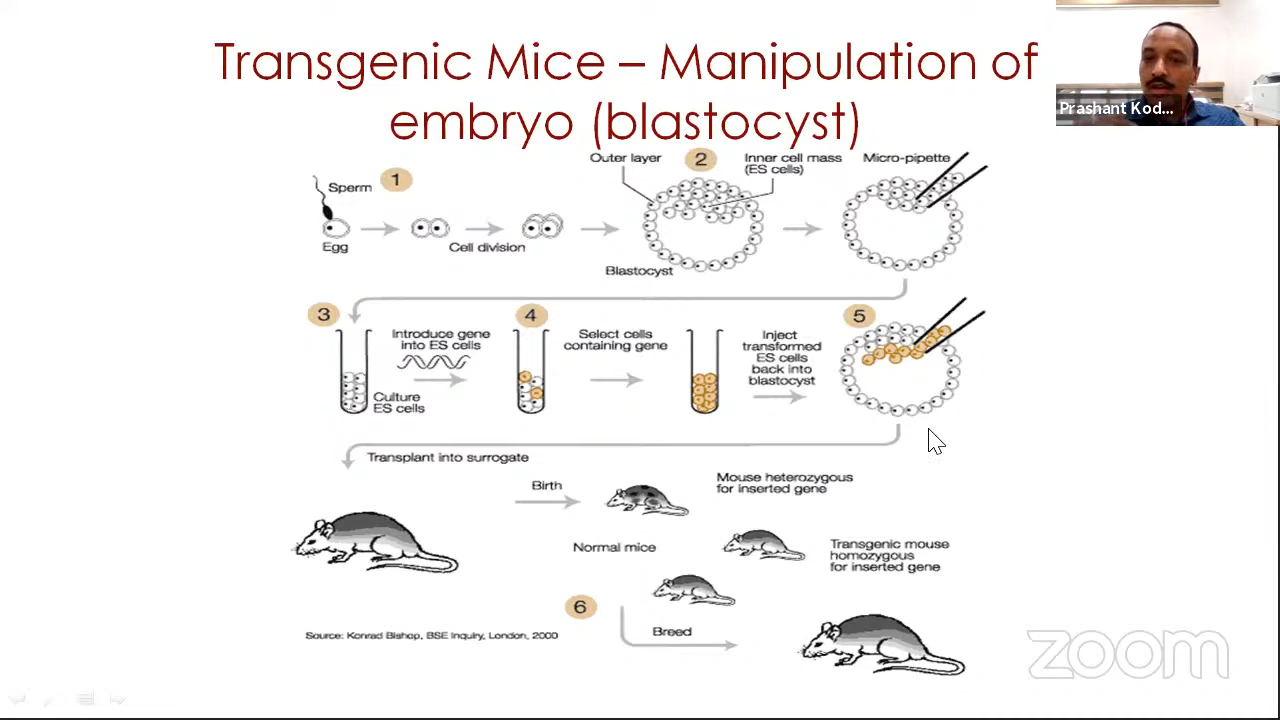 Transgenic Mice – Manipulation of
embryo (blastocyst)
Prashant Kod...
1
Sperm
Egg
Cell division
Outer layer
2
Inner cell mass
(ES cells)
Blastocyst
Micro-pipette
3
Culture
ES cells
Introduce gene
into ES cells
4
Select cells
containing gene
Inject
transformed
ES cells
back into
blastocyst
5
Transplant into surrogate
Birth
Mouse heterozygous
for inserted gene
Normal mice
Transgenic mouse
homozygous
for inserted gene
6
Breed
Source: Konrad Bishop, BSE Inquiry, London, 2000
zoom